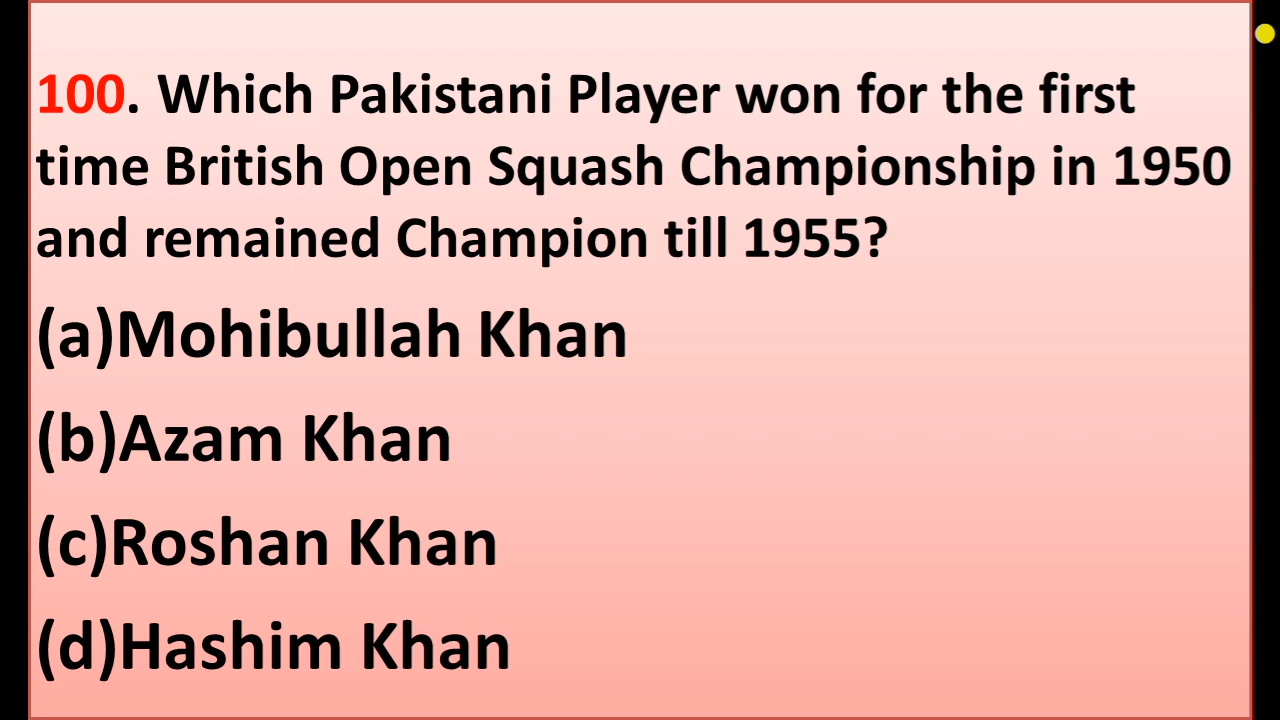 100. Which Pakistani Player won for the first
time British Open Squash Championship in 1950
and remained Champion till 1955?
(a)Mohibullah Khan
(b)Azam Khan
(c)Roshan Khan
(d)Hashim Khan